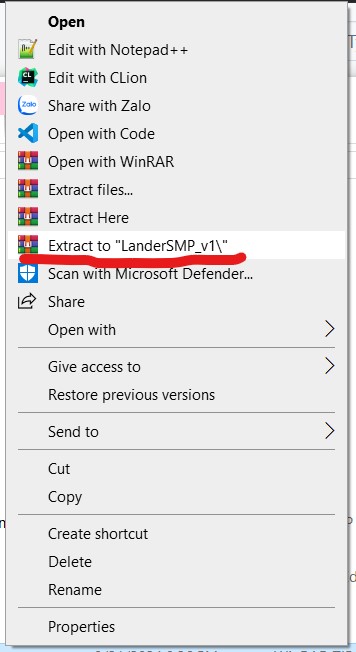 Open
Edit with Notepad++
Edit with CLion
Zalo Share with Zalo
Open with Code
Open with WinRAR
Extract files...
Extract Here
Extract to "LanderSMP_v1\"
Scan with Microsoft Defender...
Share
Open with
Give access to
Restore previous versions
Send to
Cut
Copy
Create shortcut
Delete
Rename
Properties